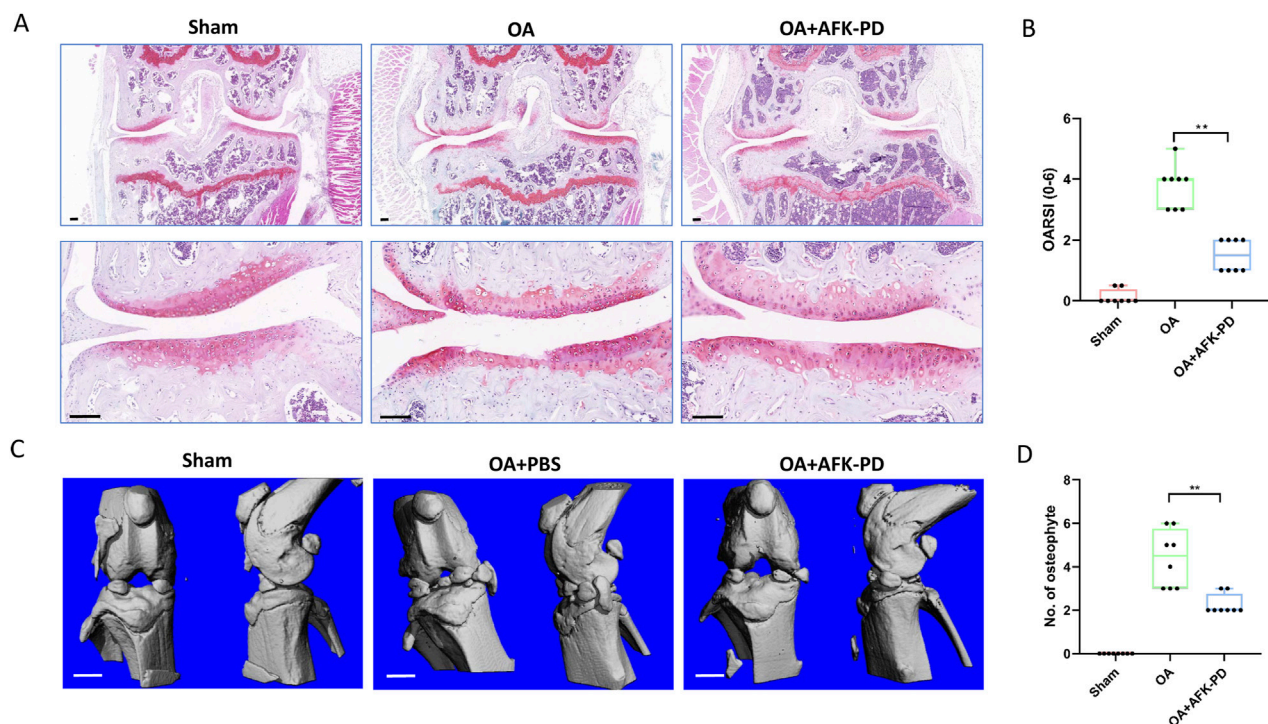 A
Sham
OA
OA+AFK-PD
B
OARSI (0-6)
6
4
2
0
**
Sham
OA
OA+AFK-PD
C
Sham
OA+PBS
OA+AFK-PD
D
No. of osteophyte
8
6
4
2
0
**
Sham
OA
OA+AFK-PD